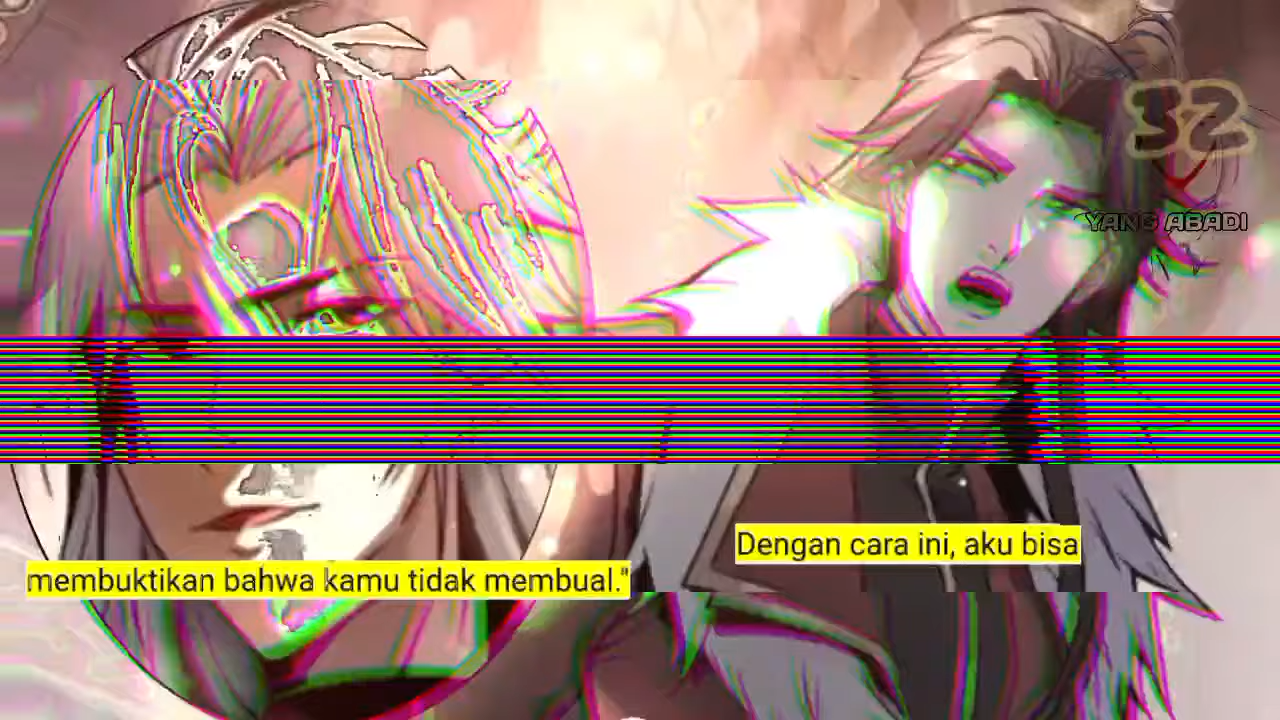 32
YANG ABADI
Dengan cara ini, aku bisa
membuktikan bahwa kamu tidak membual."